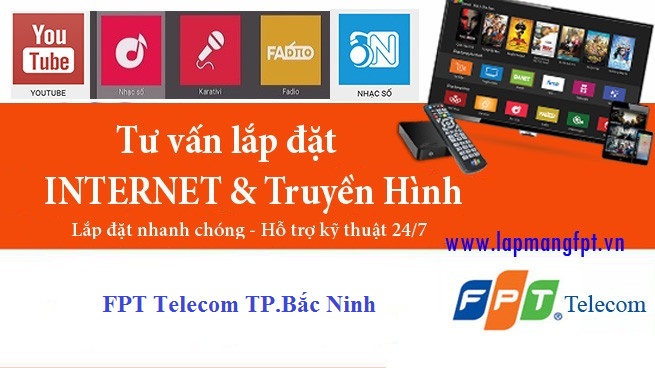 You
Tube
YOUTUBE
Nhạc số
Karativi
FADIO
Fadio
NHẠC SỐ
Tư vấn lắp đặt
INTERNET & Truyền Hình
Lắp đặt nhanh chóng - Hỗ trợ kỹ thuật 24/7
www.lapmangfpt.vn
FPT Telecom TP.Bắc Ninh
FPT® Telecom